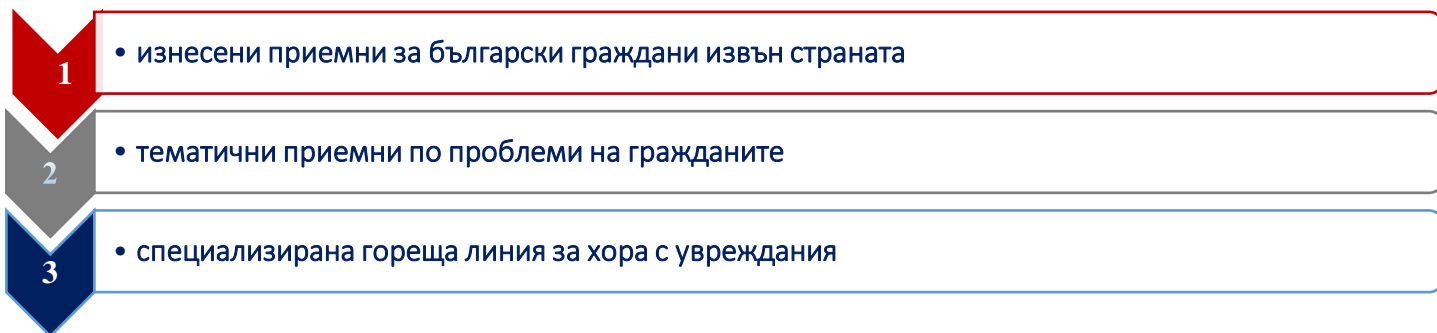 1
• изнесени приемни за български граждани извън страната
2
• тематични приемни по проблеми на гражданите
3
• специализирана гореща линия за хора с увреждания